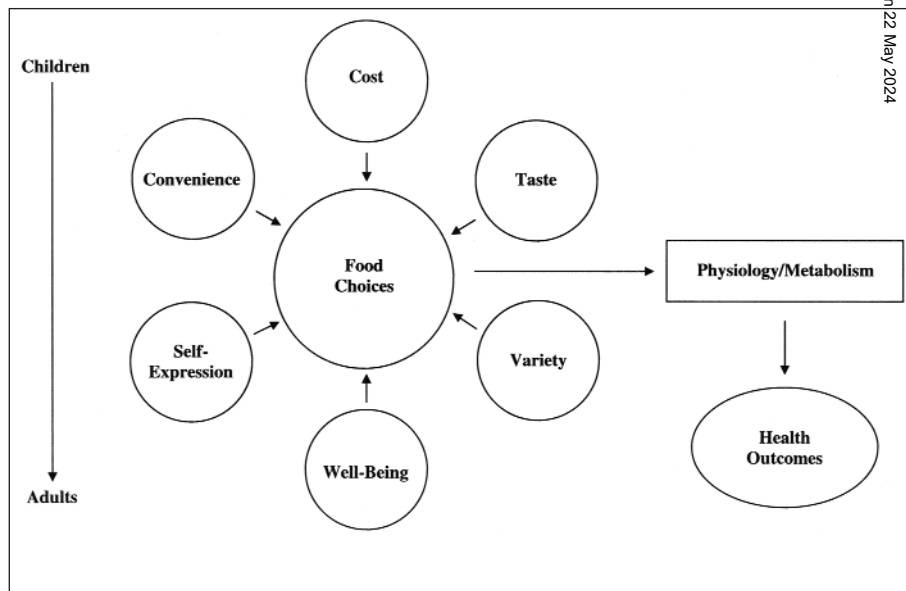 n 22 May 2024
Children
Cost
Convenience
Taste
Food
Choices
Physiology/Metabolism
Self-
Expression
Variety
Well-Being
Health
Outcomes
Adults